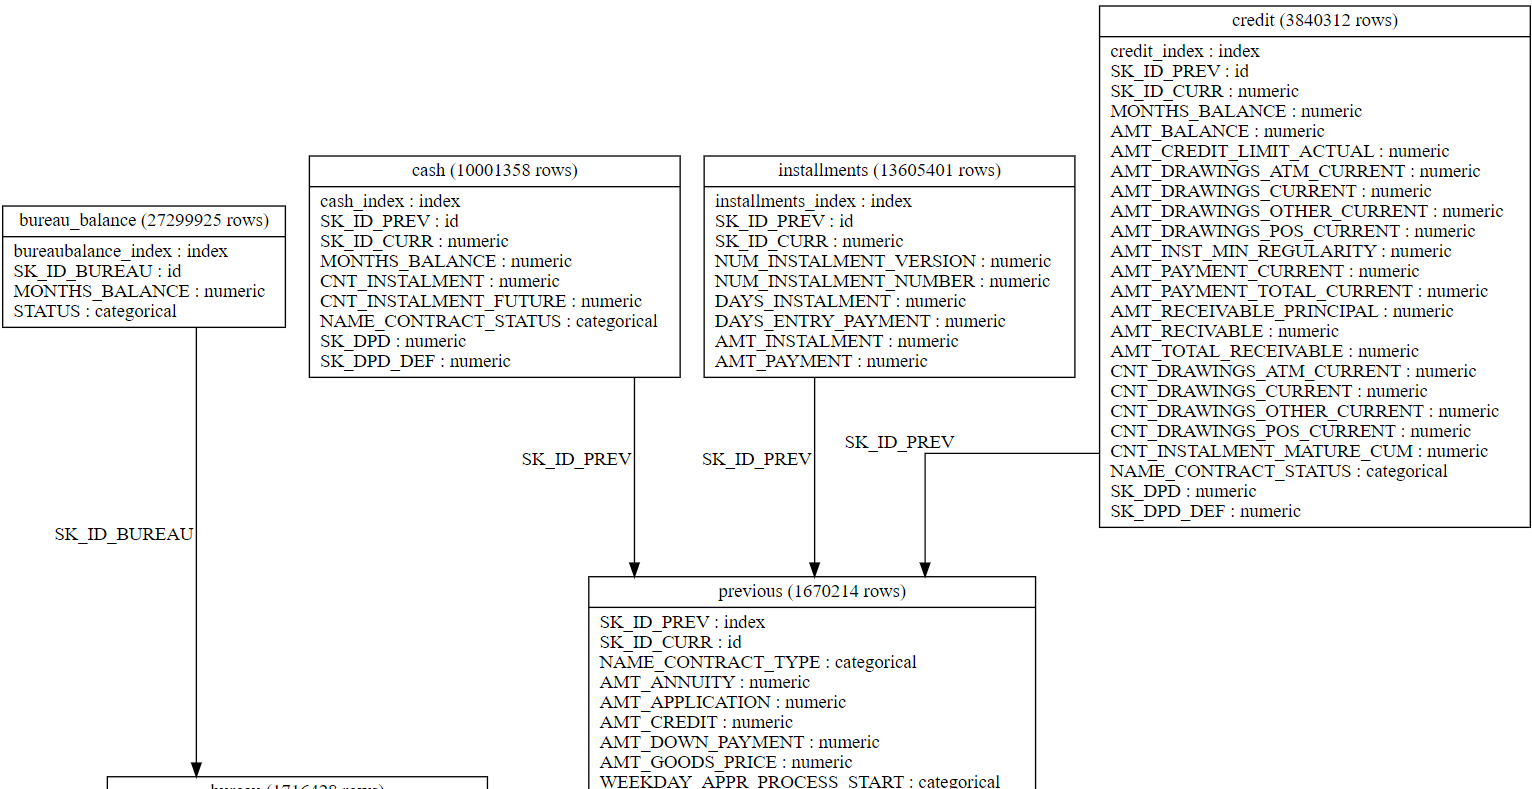 credit (3840312 rows)
credit_index : index
SK_ID_PREV : id
SK_ID_CURR : numeric
MONTHS_BALANCE : numeric
AMT_BALANCE : numeric
AMT_CREDIT_LIMIT_ACTUAL : numeric
AMT_DRAWINGS_ATM_CURRENT : numeric
AMT_DRAWINGS_CURRENT : numeric
AMT_DRAWINGS_OTHER_CURRENT : numeric
AMT_DRAWINGS_POS_CURRENT : numeric
AMT_INST_MIN_REGULARITY : numeric
AMT_PAYMENT_CURRENT : numeric
AMT_PAYMENT_TOTAL_CURRENT : numeric
AMT_RECEIVABLE_PRINCIPAL : numeric
AMT_RECIVABLE : numeric
AMT_TOTAL_RECEIVABLE : numeric
CNT_DRAWINGS_ATM_CURRENT : numeric
CNT_DRAWINGS_CURRENT : numeric
CNT_DRAWINGS_OTHER_CURRENT : numeric
CNT_DRAWINGS_POS_CURRENT : numeric
CNT_INSTALMENT_MATURE_CUM : numeric
NAME_CONTRACT_STATUS : categorical
SK_DPD : numeric
SK_DPD_DEF : numeric
cash (10001358 rows)
cash_index : index
SK_ID_PREV : id
SK_ID_CURR : numeric
MONTHS_BALANCE : numeric
CNT_INSTALMENT : numeric
CNT_INSTALMENT_FUTURE : numeric
NAME_CONTRACT_STATUS : categorical
SK_DPD : numeric
SK_DPD_DEF : numeric
installments (13605401 rows)
installments_index : index
SK_ID_PREV : id
SK_ID_CURR : numeric
NUM_INSTALMENT_VERSION : numeric
NUM_INSTALMENT_NUMBER : numeric
DAYS_INSTALMENT : numeric
DAYS_ENTRY_PAYMENT : numeric
AMT_INSTALMENT : numeric
AMT_PAYMENT : numeric
bureau_balance (27299925 rows)
bureaubalance_index : index
SK_ID_BUREAU : id
MONTHS_BALANCE : numeric
STATUS : categorical
SK_ID_PREV
SK_ID_PREV
SK_ID_PREV
SK_ID_BUREAU
previous (1670214 rows)
SK_ID_PREV : index
SK_ID_CURR : id
NAME_CONTRACT_TYPE : categorical
AMT_ANNUITY : numeric
AMT_APPLICATION : numeric
AMT_CREDIT : numeric
AMT_DOWN_PAYMENT : numeric
AMT_GOODS_PRICE : numeric
WEEKDAY_APPR_PROCESS_START : categorical
bureau (1716428 rows)